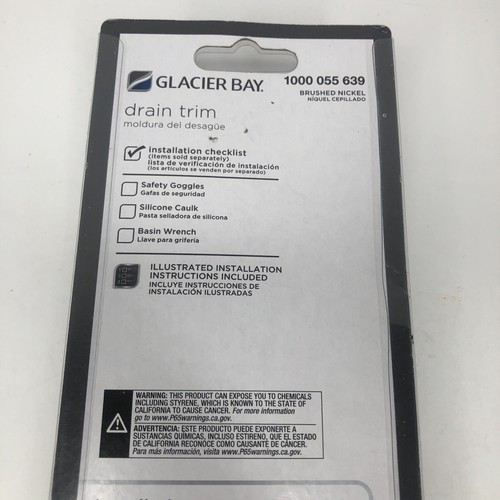 GLACIER BAY.
1000 055 639
BRUSHED NICKEL
NÍQUEL CEPILLADO
drain trim
moldura del desagüe
installation checklist
(items sold separately)
lista de verificación de instalación
(los artículos se venden por separado)
Safety Goggles
Gafas de seguridad
Silicone Caulk
Pasta selladora de silicona
Basin Wrench
Llave para grifería
ILLUSTRATED INSTALLATION
INSTRUCTIONS INCLUDED
INCLUYE INSTRUCCIONES DE
INSTALACIÓN ILUSTRADAS
WARNING: THIS PRODUCT CAN EXPOSE YOU TO CHEMICALS
INCLUDING STYRENE, WHICH IS KNOWN TO THE STATE OF
CALIFORNIA TO CAUSE CANCER. For more information
go to www.P65warnings.ca.gov.
ADVERTENCIA: ESTE PRODUCTO PUEDE EXPONERTE A
SUSTANCIAS QUÍMICAS, INCLUSO ESTIRENO, QUE EL ESTADO
DE CALIFORNIA RECONOCE COMO CAUSANTE DE CÁNCER.
Para más información, visita www.P65warnings.ca.gov.